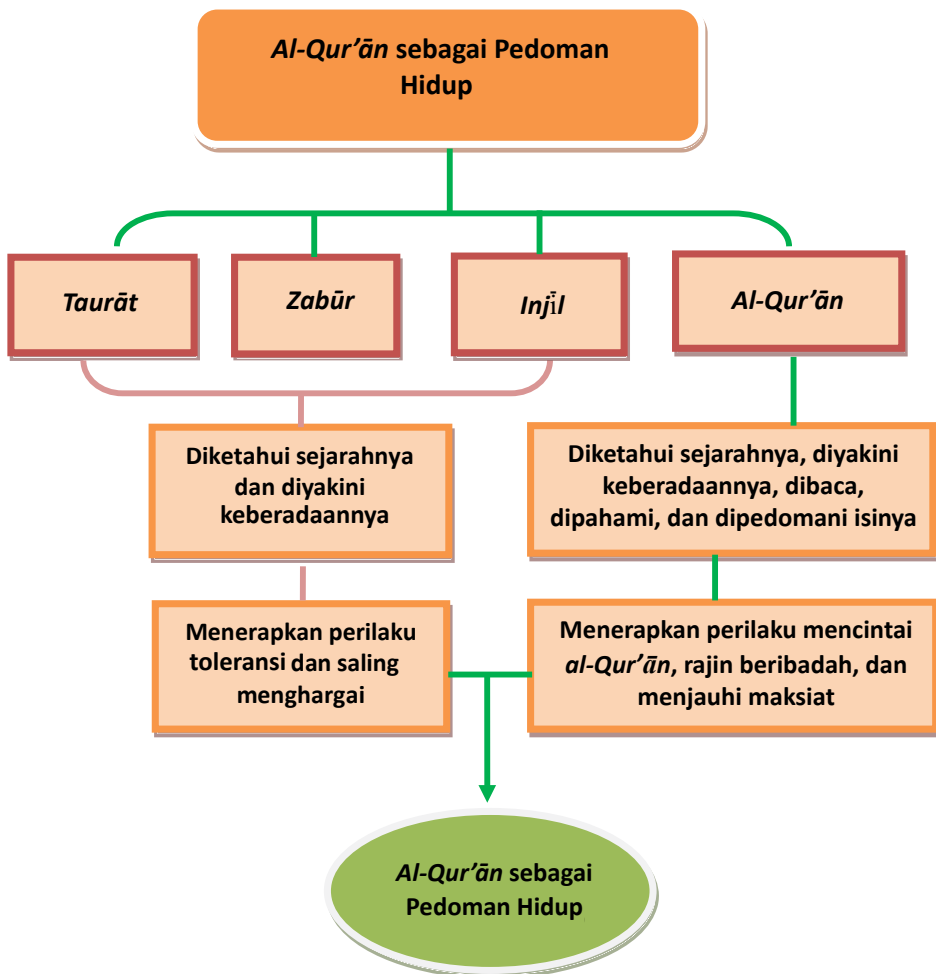 Al-Qur’ān sebagai Pedoman
Hidup
Taurāt
Zabūr
Injīl
Al-Qur’ān
Diketahui sejarahnya
dan diyakini
keberadaannya
Diketahui sejarahnya, diyakini
keberadaannya, dibaca,
dipahami, dan dipedomani isinya
Menerapkan perilaku
toleransi dan saling
menghargai
Menerapkan perilaku mencintai
al-Qur’ān, rajin beribadah, dan
menjauhi maksiat
Al-Qur’ān sebagai
Pedoman Hidup